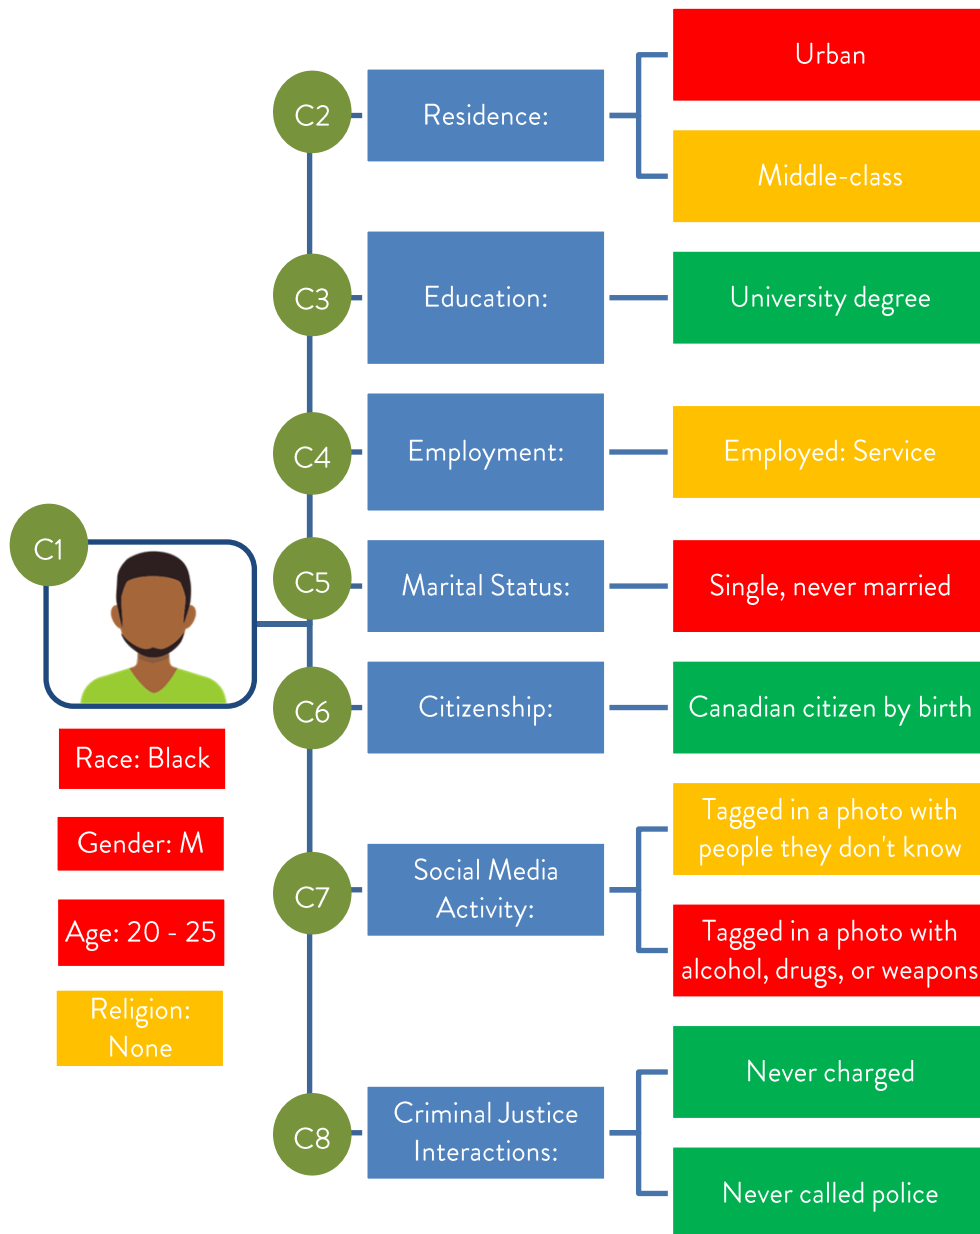 C1
Race: Black
Gender: M
Age: 20 - 25
Religion:
None
C2
Residence:
Urban
Middle-class
C3
Education:
University degree
C4
Employment:
Employed: Service
C5
Marital Status:
Single, never married
C6
Citizenship:
Canadian citizen by birth
C7
Social Media
Activity:
Tagged in a photo with
people they don't know
Tagged in a photo with
alcohol, drugs, or weapons
C8
Criminal Justice
Interactions:
Never charged
Never called police